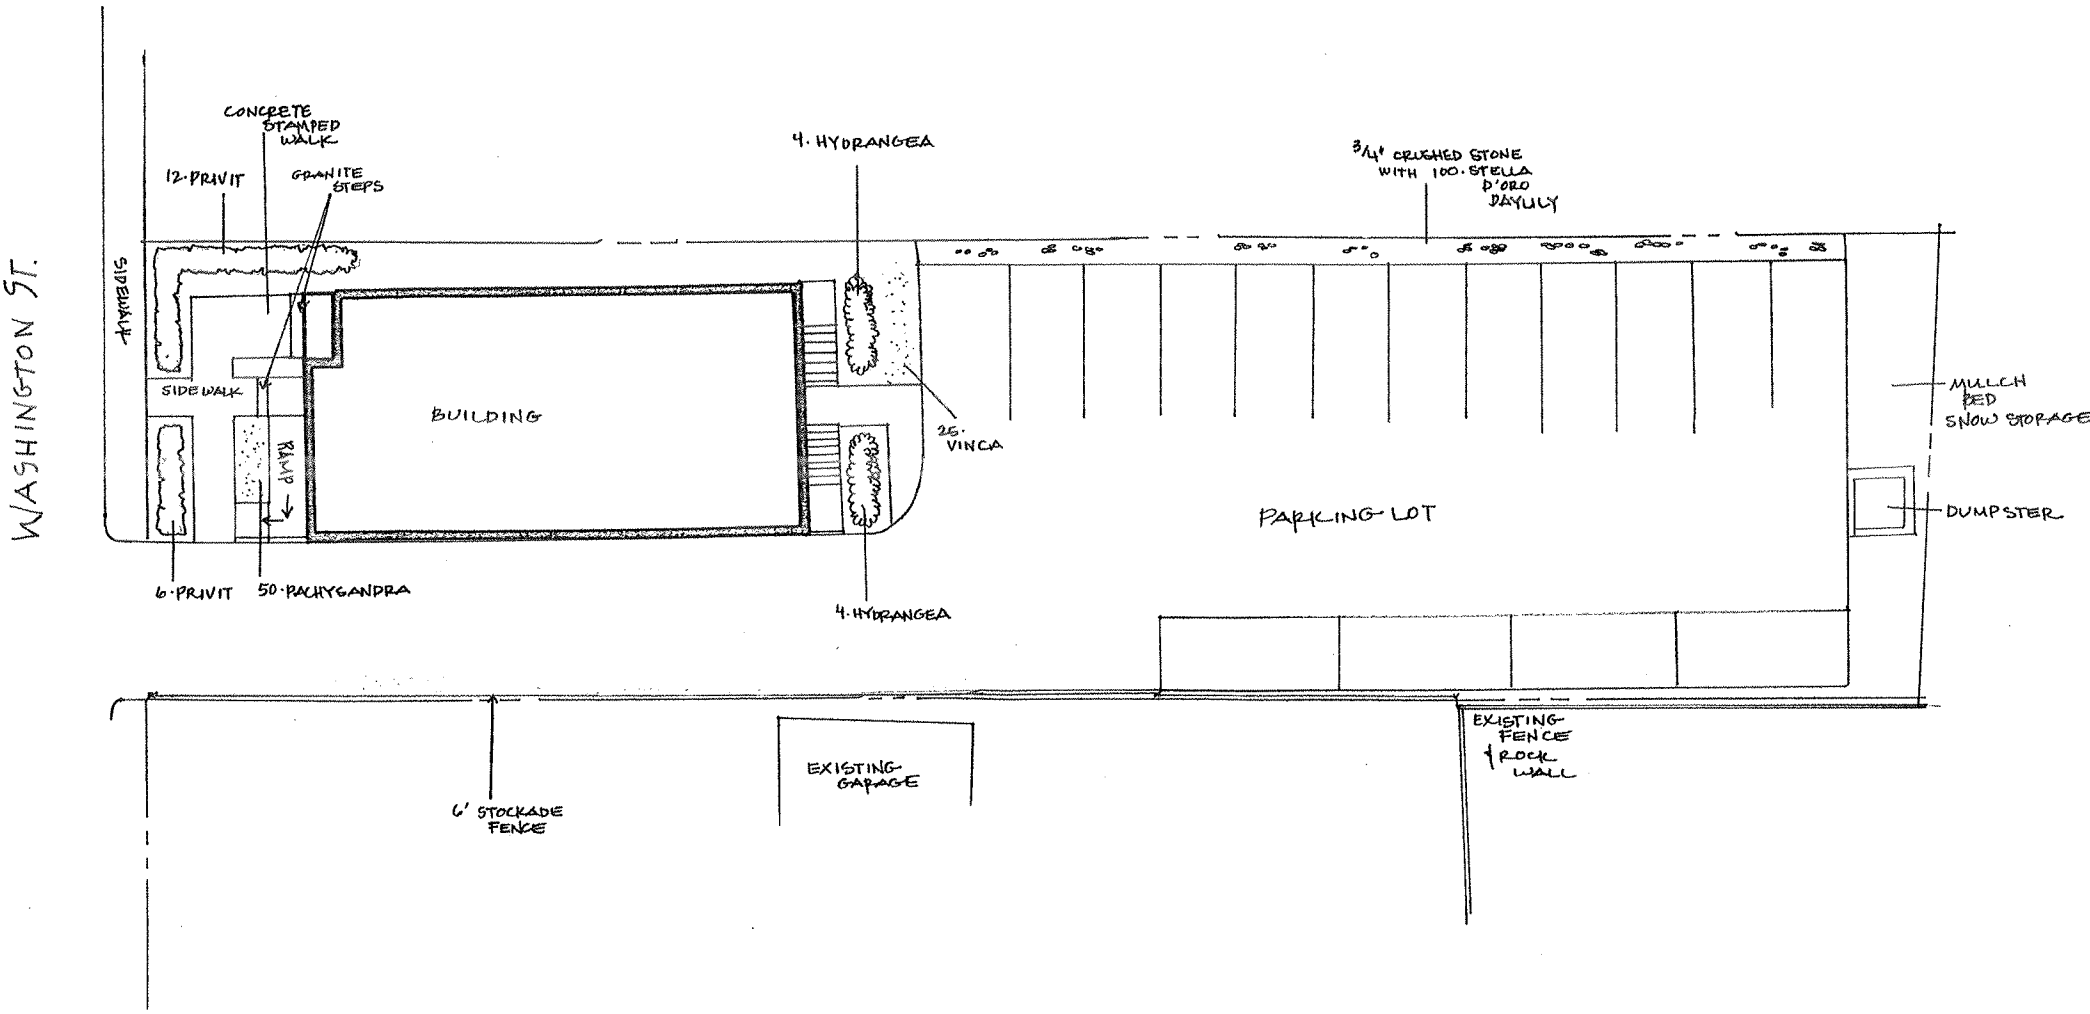 CONCRETE
STAMPED
WALK
4·HYDRANGEA
3/4" CRUSHED STONE
WITH 100·STELLA
D'ORO
DAYLILY
12·PRIVIT
GRANITE
STEPS
WASHINGTON ST.
SIDEWALK
SIDEWALK
BUILDING
RAMP
25·
VINCA
MULCH
BED
SNOW STORAGE
PARKING LOT
DUMPSTER
6·PRIVIT
50·PACHYSANDRA
4·HYDRANGEA
EXISTING
FENCE
& ROCK
WALL
EXISTING
GARAGE
6' STOCKADE
FENCE